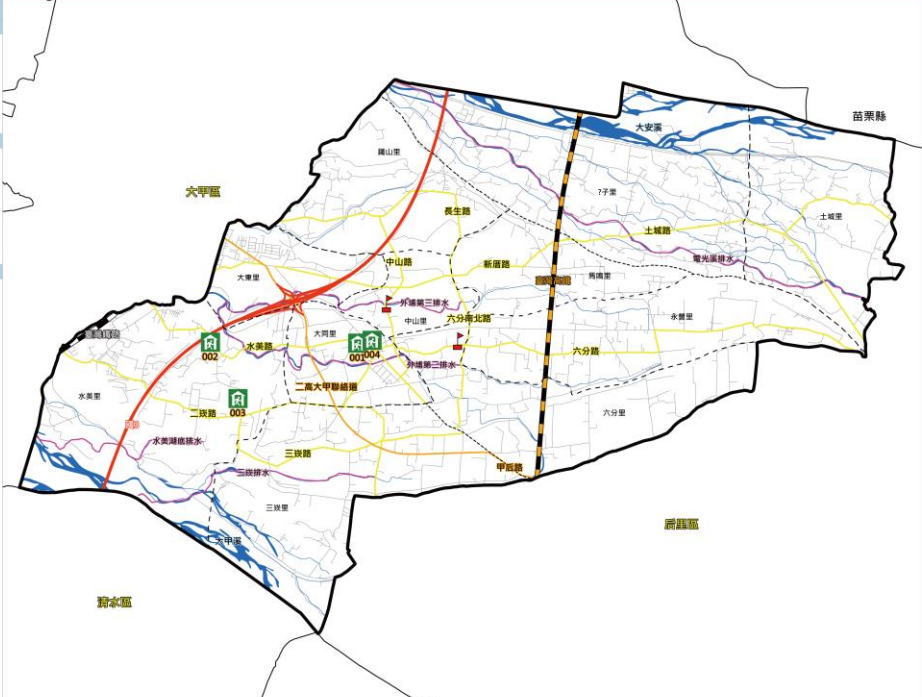 苗栗縣
大安溪
鐵山里
大甲區
?子里
長生路
土城里
土城路
電光溪排水
中山路
新厝路
大東里
馬鳴里
外埔第三排水
永豐里
中山里
六分南北路
大同里
水美路
002
001
004
六分路
外埔第二排水
二高大甲聯絡道
水美里
003
二崁路
六分里
水美湖底排水
三崁路
甲后路
三崁排水
三崁里
后里區
大甲溪
清水區